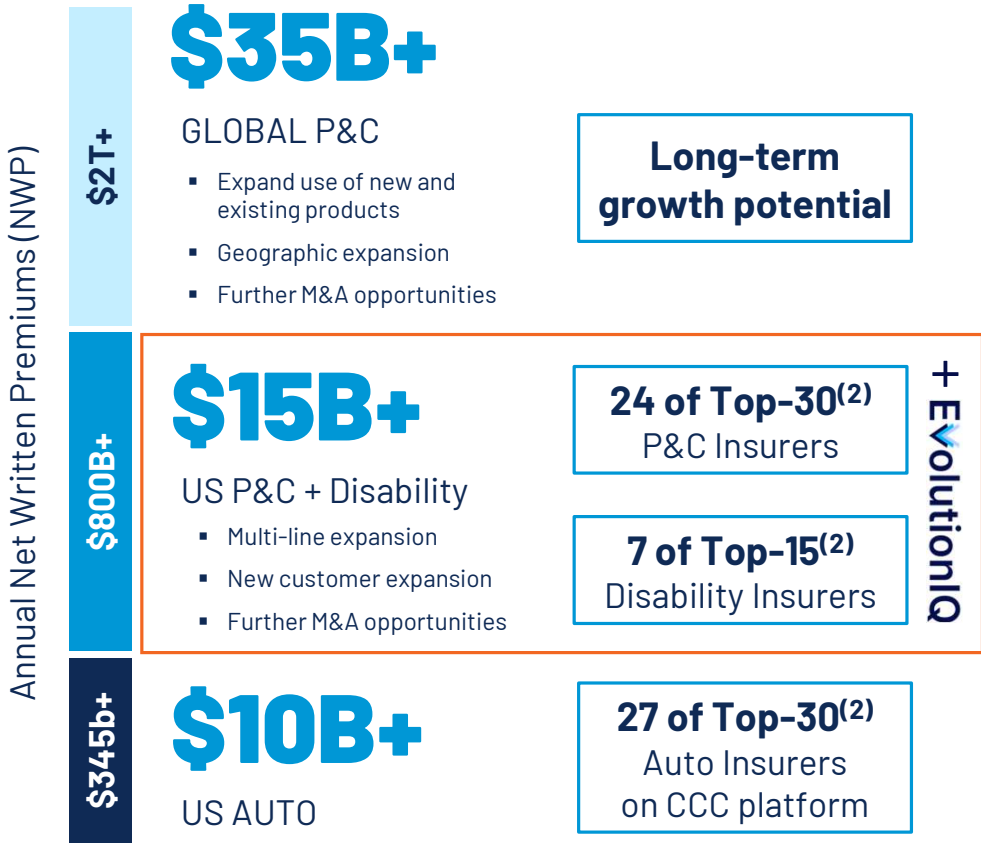 Annual Net Written Premiums (NWP)
$2T+
$35B+
GLOBAL P&C
▪ Expand use of new and
existing products
▪ Geographic expansion
▪ Further M&A opportunities
Long-term
growth potential
$800B+
$15B+
US P&C + Disability
▪ Multi-line expansion
▪ New customer expansion
▪ Further M&A opportunities
24 of Top-30(2)
P&C Insurers
7 of Top-15(2)
Disability Insurers
+ EvolutionIQ
$345b+
$10B+
US AUTO
27 of Top-30(2)
Auto Insurers
on CCC platform